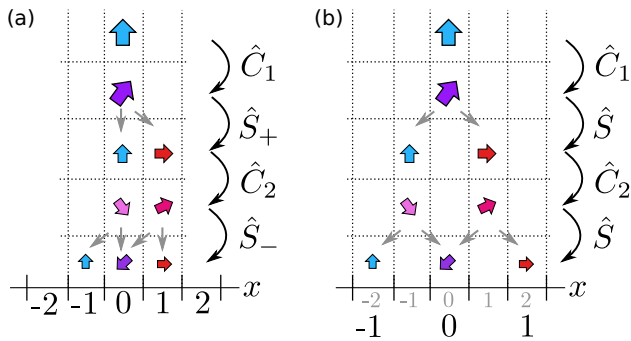 (a)
Ĉ₁
Ŝ₊
Ĉ₂
Ŝ₋
-2 -1 0 1 2 x
(b)
Ĉ₁
Ŝ
Ĉ₂
Ŝ
-2 -1 0 1 2 x
-1 0 1